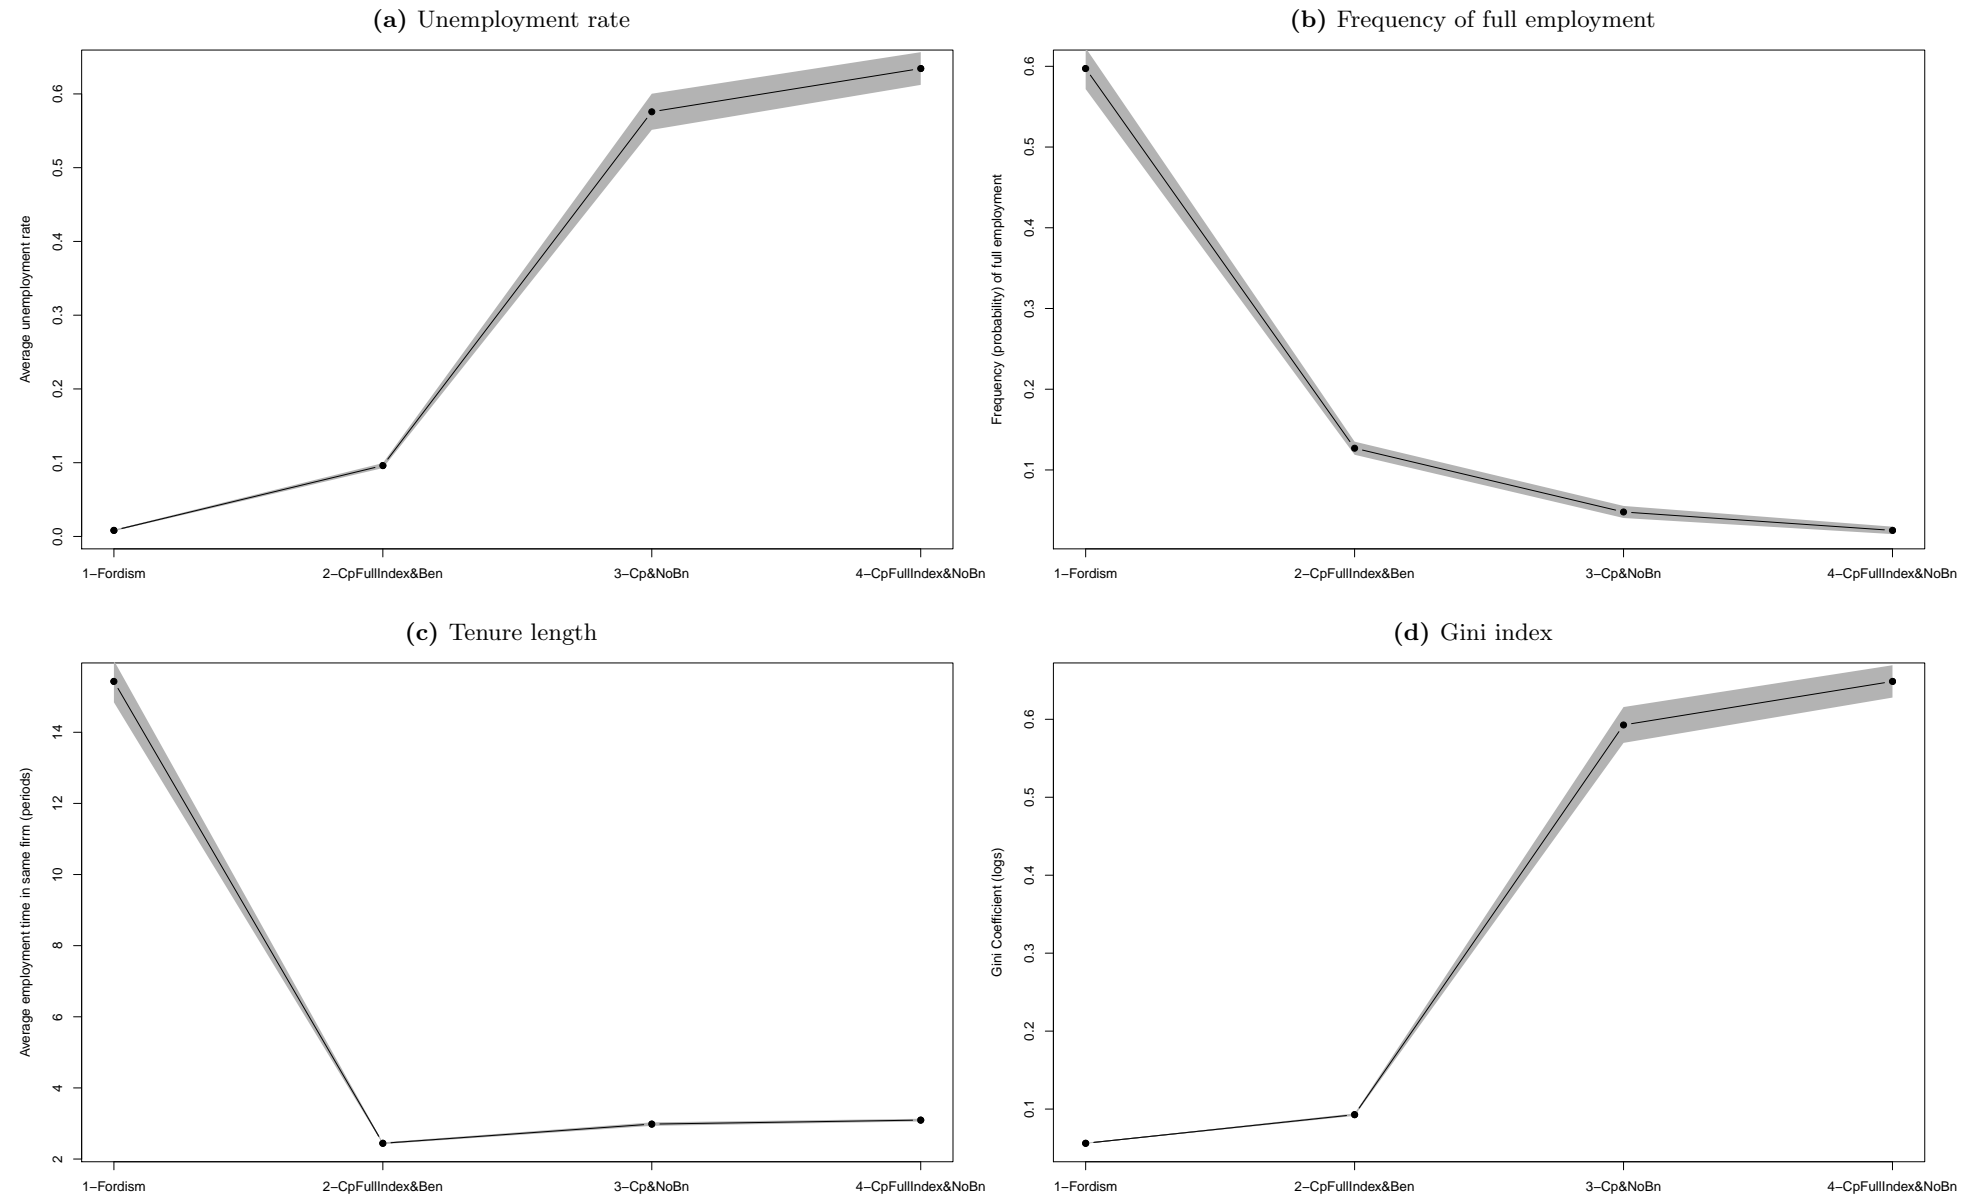 (a) Unemployment rate
Average unemployment rate
0.6
0.5
0.4
0.3
0.2
0.1
0.0
1−Fordism 2−CpFullIndex&Ben 3−Cp&NoBn 4−CpFullIndex&NoBn
(b) Frequency of full employment
Frequency (probability) of full employment
0.6
0.5
0.4
0.3
0.2
0.1
1−Fordism 2−CpFullIndex&Ben 3−Cp&NoBn 4−CpFullIndex&NoBn
(c) Tenure length
Average employment time in same firm (periods)
14
12
10
8
6
4
2
1−Fordism 2−CpFullIndex&Ben 3−Cp&NoBn 4−CpFullIndex&NoBn
(d) Gini index
Gini Coefficient (logs)
0.6
0.5
0.4
0.3
0.2
0.1
1−Fordism 2−CpFullIndex&Ben 3−Cp&NoBn 4−CpFullIndex&NoBn